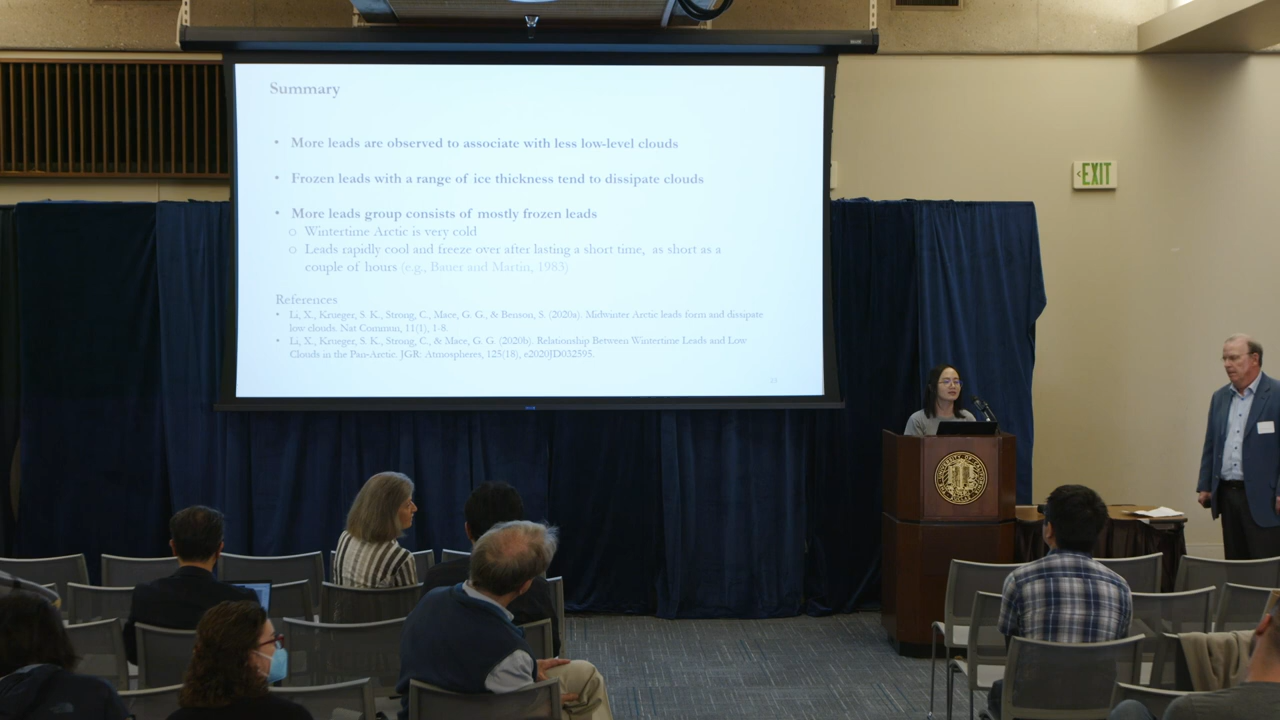 Summary
• More leads are observed to associate with less low-level clouds
• Frozen leads with a range of ice thickness tend to dissipate clouds
• More leads group consists of mostly frozen leads
○ Wintertime Arctic is very cold
○ Leads rapidly cool and freeze over after lasting a short time, as short as a
couple of hours (e.g., Bauer and Martin, 1983)
References
• Li, X., Krueger, S. K., Strong, C., Mace, G. G., & Benson, S. (2020a). Midwinter Arctic leads form and dissipate
low clouds. Nat Commun, 11(1), 1-8.
• Li, X., Krueger, S. K., Strong, C., & Mace, G. G. (2020b). Relationship Between Wintertime Leads and Low
Clouds in the Pan-Arctic. JGR: Atmospheres, 125(18), e2020JD032595.
EXIT